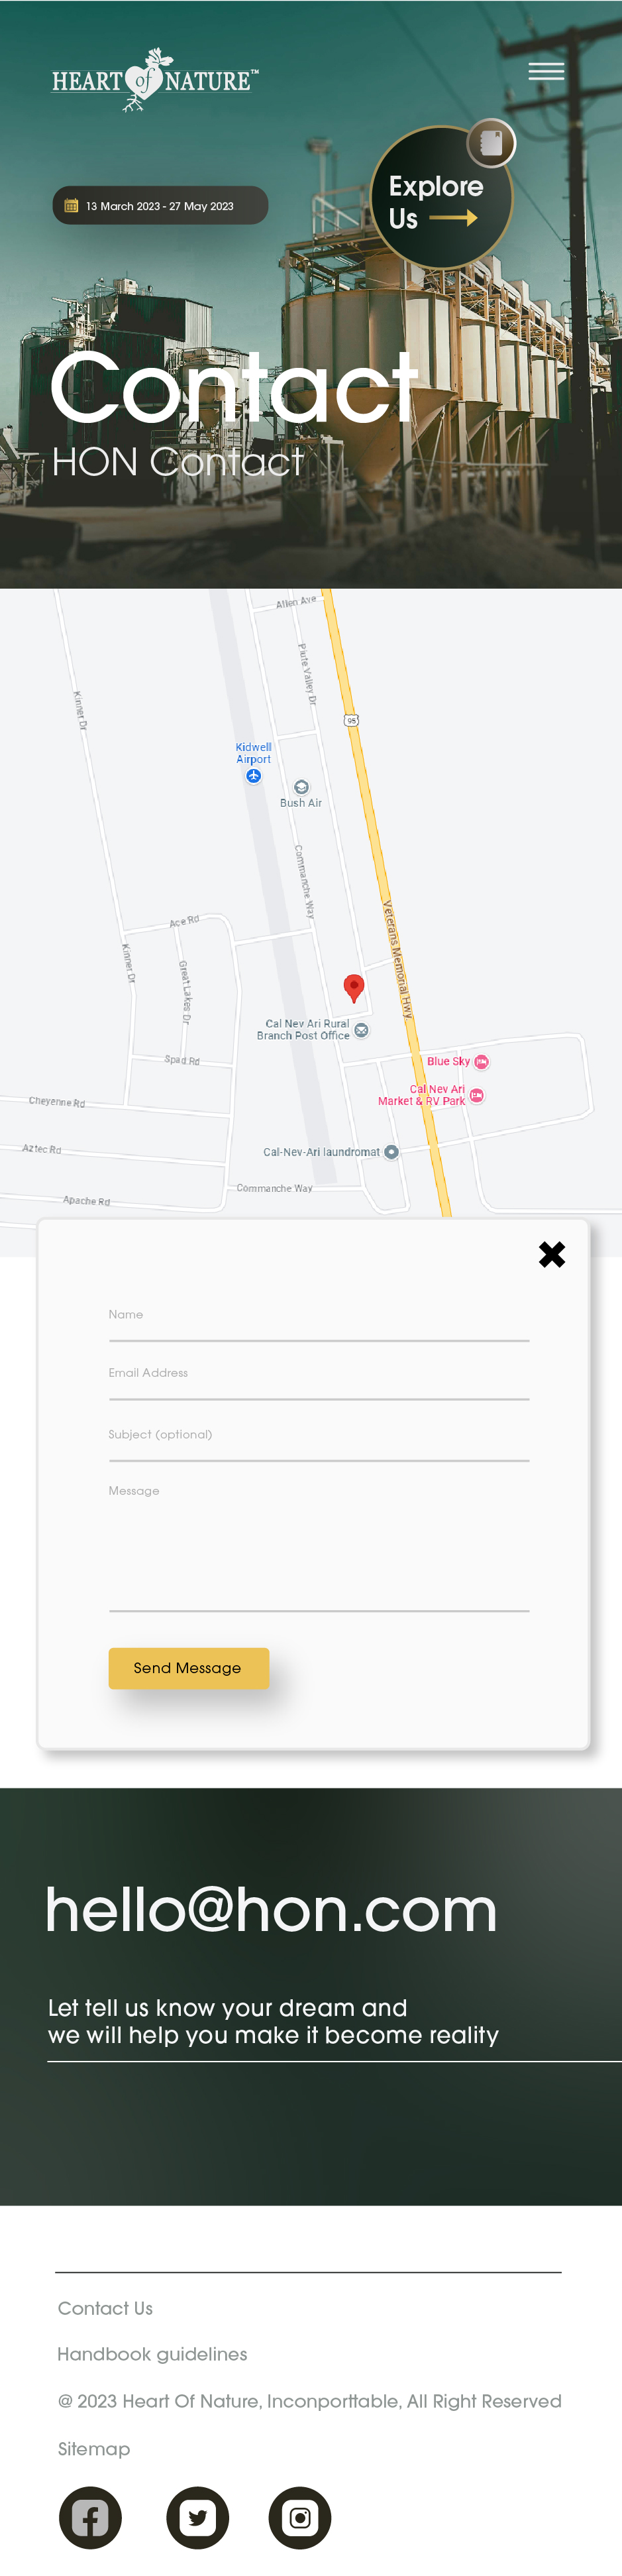 HEART of NATURE™
13 March 2023 - 27 May 2023
Explore
Us
Contact
HON Contact
Allen Ave
Piute Valley Dr
Kinner Dr
95
Kidwell
Airport
Bush Air
Commanche Way
Veterans Memorial Hwy
Ace Rd
Kinner Dr
Great Lakes Dr
Cal Nev Ari Rural
Branch Post Office
Spad Rd
Blue Sky
Cal Nev Ari
Market & RV Park
Cheyenne Rd
Aztec Rd
Cal-Nev-Ari laundromat
Commanche Way
Apache Rd
Name
Email Address
Subject (optional)
Message
Send Message
hello@hon.com
Let tell us know your dream and
we will help you make it become reality
Contact Us
Handbook guidelines
@ 2023 Heart Of Nature, Inconporttable, All Right Reserved
Sitemap